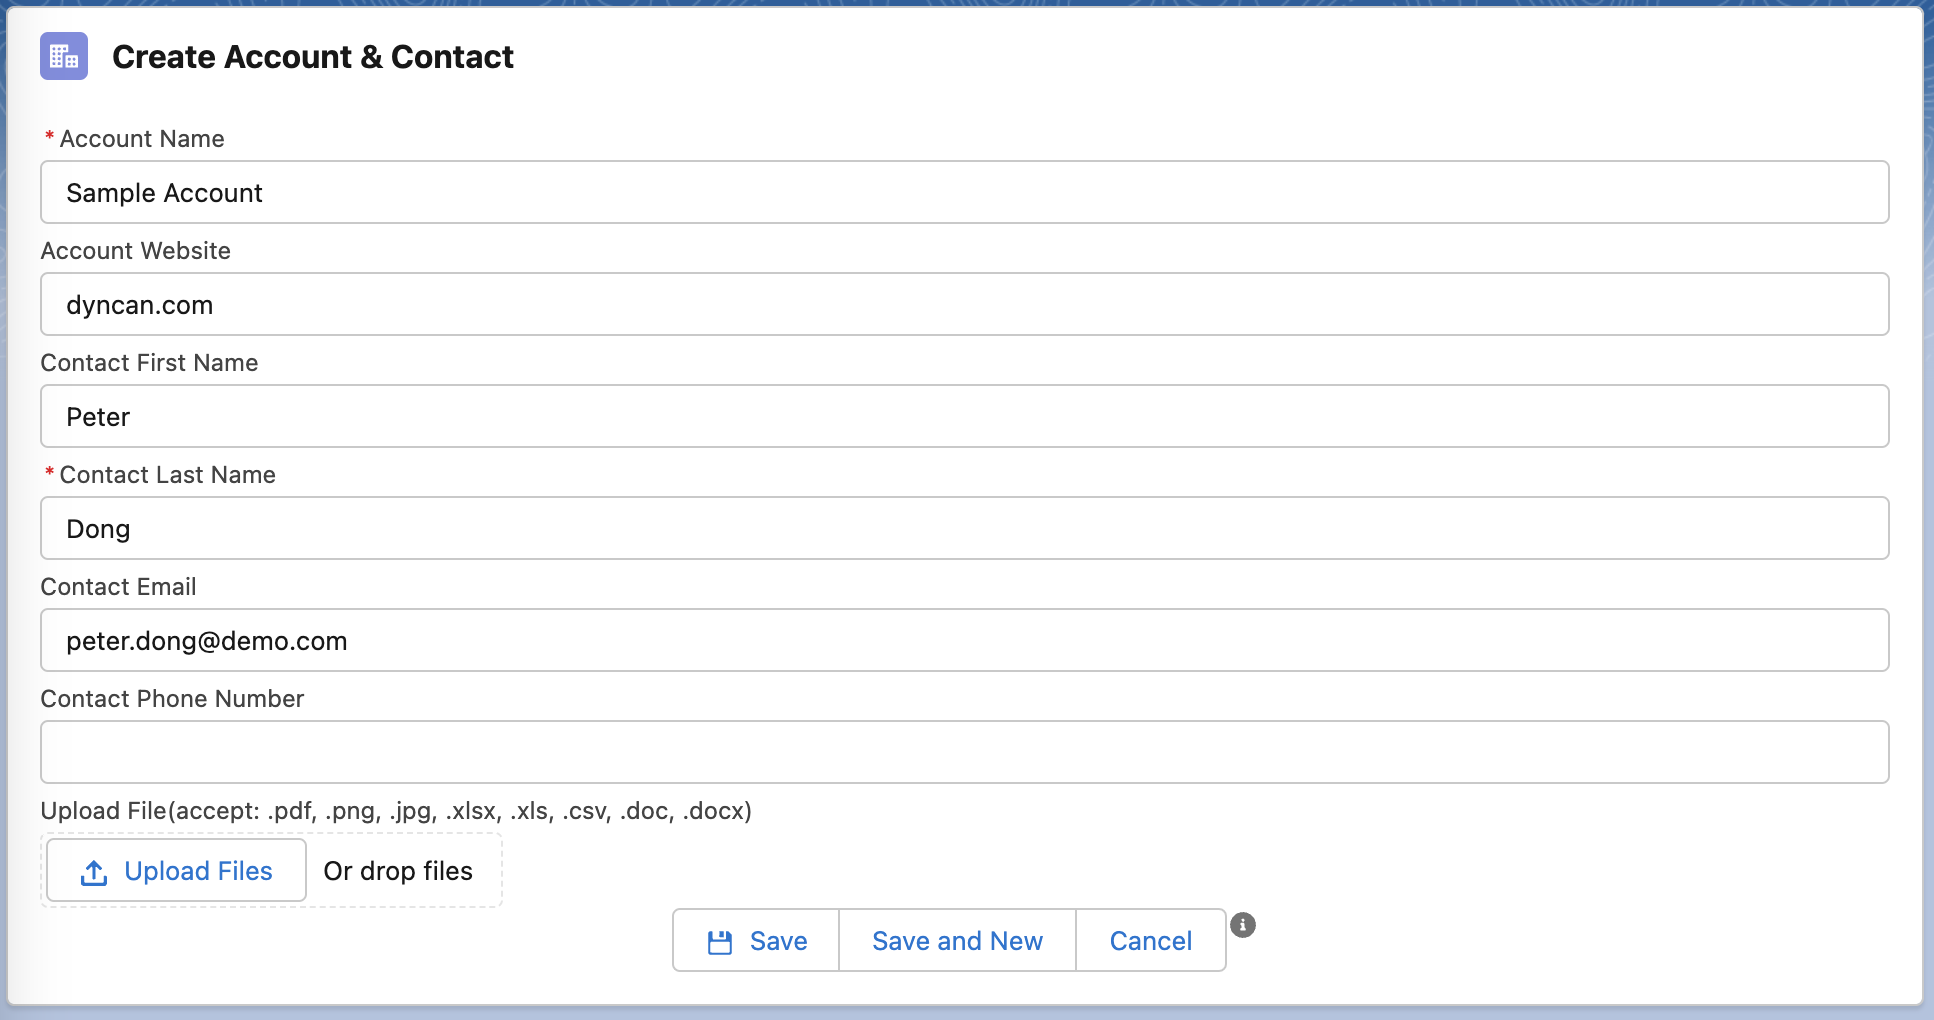 Create Account & Contact
* Account Name
Sample Account
Account Website
dyncan.com
Contact First Name
Peter
* Contact Last Name
Dong
Contact Email
peter.dong@demo.com
Contact Phone Number
Upload File(accept: .pdf, .png, .jpg, .xlsx, .xls, .csv, .doc, .docx)
Upload Files Or drop files
Save Save and New Cancel